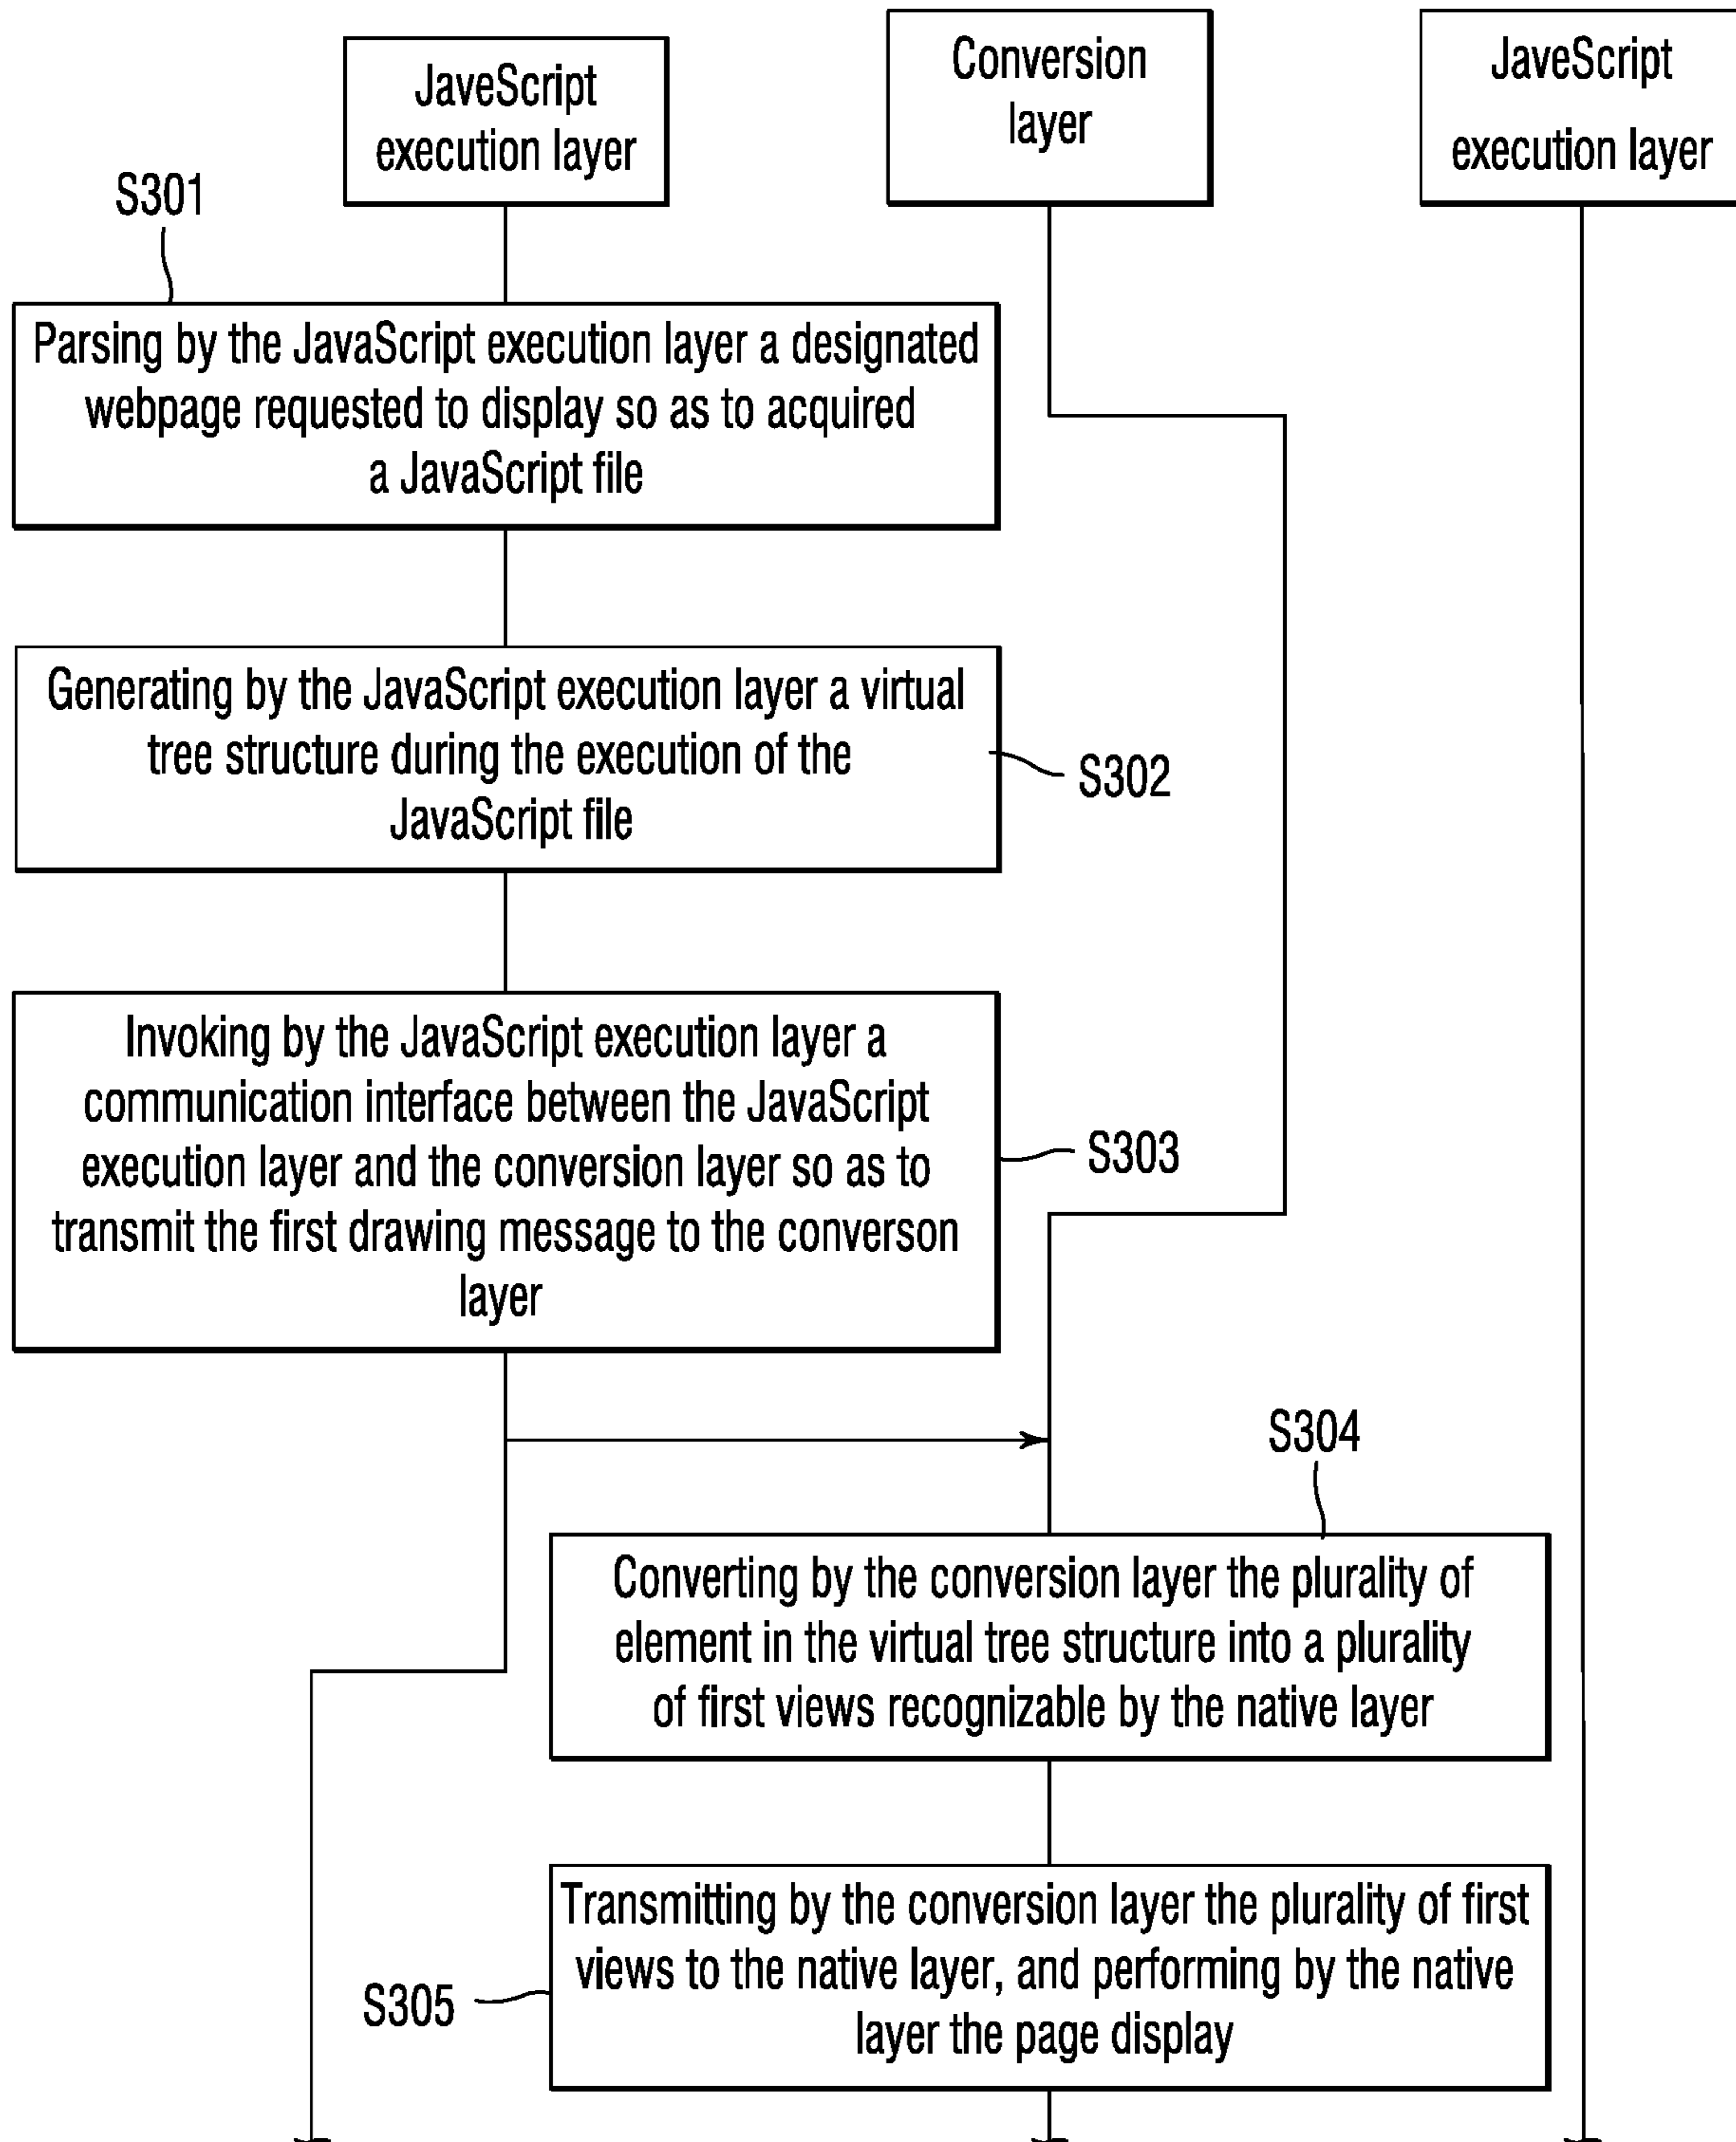 JaveScript
execution layer
Conversion
layer
JaveScript
execution layer
S301
Parsing by the JavaScript execution layer a designated
webpage requested to display so as to acquired
a JavaScript file
Generating by the JavaScript execution layer a virtual
tree structure during the execution of the
JavaScript file
S302
Invoking by the JavaScript execution layer a
communication interface between the JavaScript
execution layer and the conversion layer so as to
transmit the first drawing message to the converson
layer
S303
S304
Converting by the conversion layer the plurality of
element in the virtual tree structure into a plurality
of first views recognizable by the native layer
Transmitting by the conversion layer the plurality of first
views to the native layer, and performing by the native
layer the page display
S305